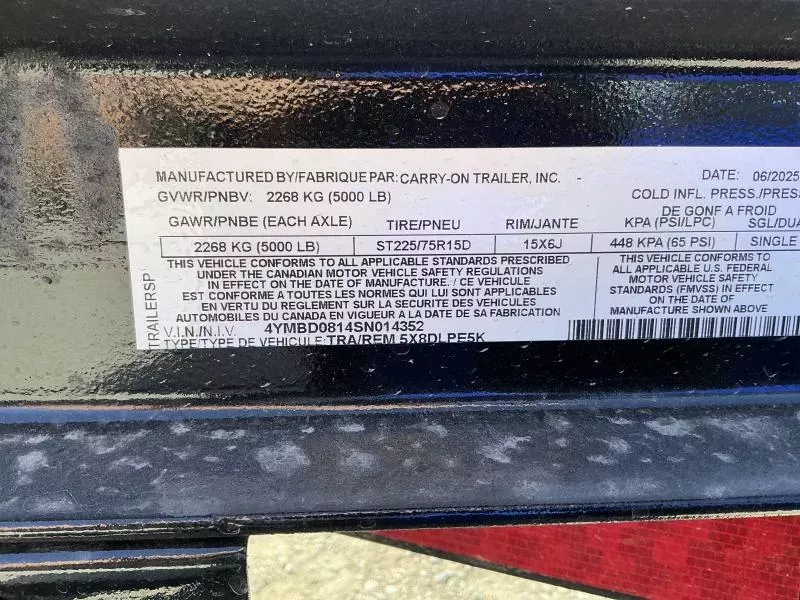 MANUFACTURED BY/FABRIQUE PAR: CARRY-ON TRAILER, INC. - DATE: 06/2025
GVWR/PNBV: 2268 KG (5000 LB) COLD INFL. PRESS./PRESS
DE GONF A FROID
GAWR/PNBE (EACH AXLE) TIRE/PNEU RIM/JANTE KPA (PSI/LPC) SGL/DUA
2268 KG (5000 LB) ST225/75R15D 15X6J 448 KPA (65 PSI) SINGLE
THIS VEHICLE CONFORMS TO ALL APPLICABLE STANDARDS PRESCRIBED
UNDER THE CANADIAN MOTOR VEHICLE SAFETY REGULATIONS
IN EFFECT ON THE DATE OF MANUFACTURE. / CE VEHICULE
EST CONFORME A TOUTES LES NORMES QUI LUI SONT APPLICABLES
EN VERTU DU REGLEMENT SUR LA SECURITE DES VEHICULES
AUTOMOBILES DU CANADA EN VIGUEUR A LA DATE DE SA FABRICATION
THIS VEHICLE CONFORMS TO ALL
APPLICABLE U.S. FEDERAL
MOTOR VEHICLE SAFETY
STANDARDS (FMVSS) IN EFFECT
ON THE DATE OF
MANUFACTURE SHOWN ABOVE
TRAILERSP
V.I.N./N.I.V. 4YMBD0814SN014352
TYPE/TYPE DE VEHICULE: TRA/REM 5X8DLPE5K